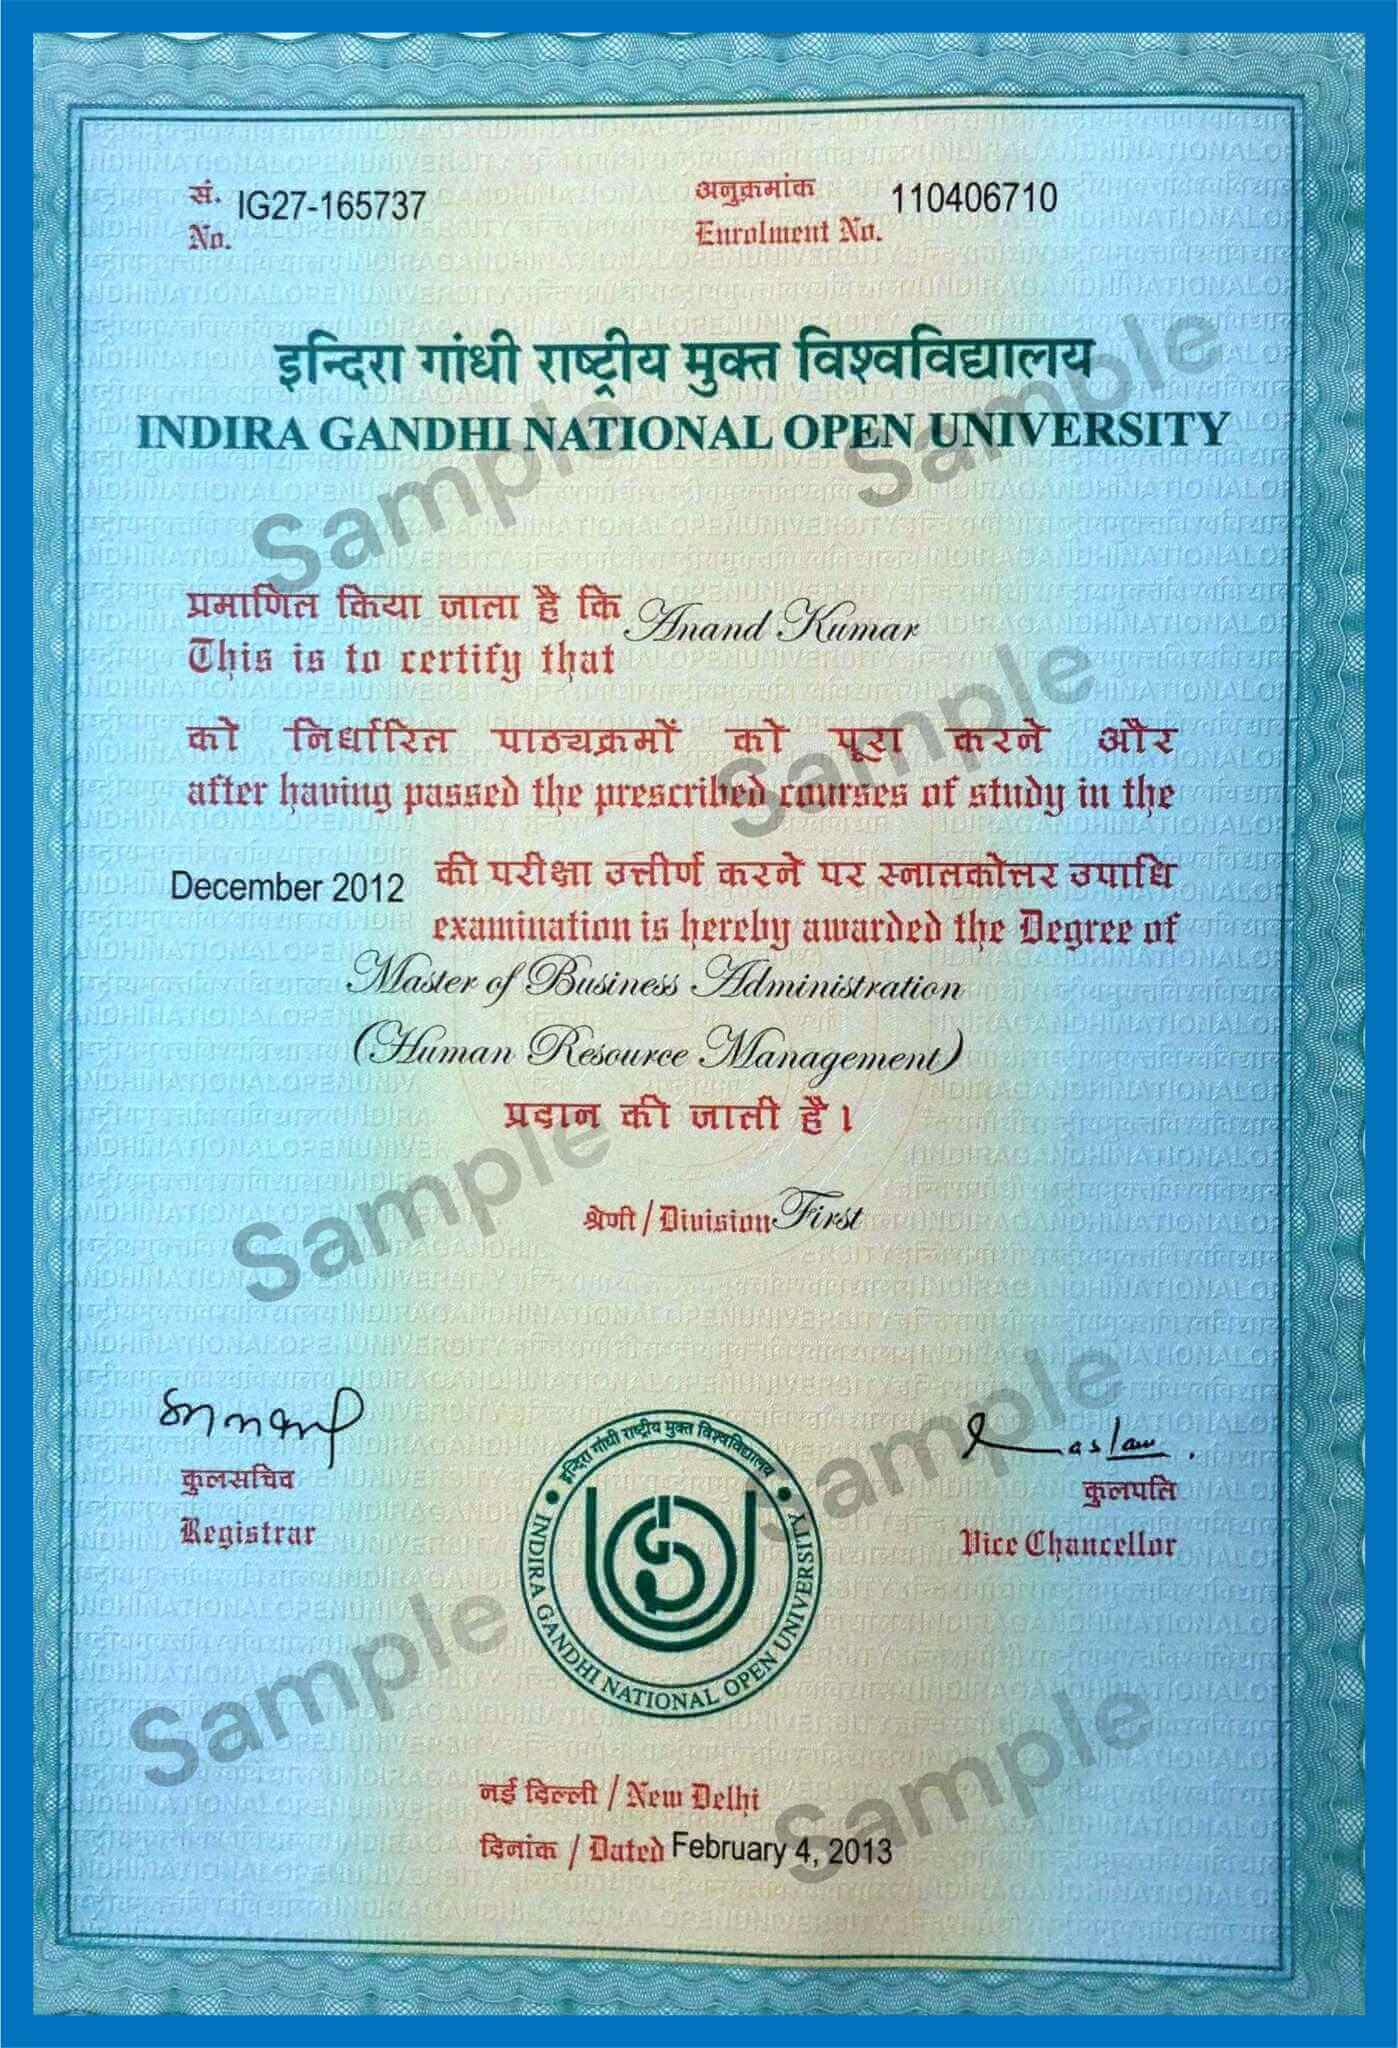 सं. IG27-165737
No.
अनुक्रमांक 110406710
Enrolment No.
इन्दिरा गांधी राष्ट्रीय मुक्त विश्वविद्यालय
INDIRA GANDHI NATIONAL OPEN UNIVERSITY
Sample Sample
प्रमाणित किया जाता है कि Anand Kumar
This is to certify that
Sample
को निर्धारित पाठ्यक्रमों को पूरा करने और
after having passed the prescribed courses of study in the
December 2012 की परीक्षा उत्तीर्ण करने पर स्नातकोत्तर उपाधि
examination is hereby awarded the Degree of
Master of Business Administration
(Human Resource Management)
प्रदान की जाती है।
Sample
श्रेणी / Division First
Sample
कुलसचिव
Registrar
कुलपति
Vice Chancellor
इन्दिरा गांधी राष्ट्रीय मुक्त विश्वविद्यालय
INDIRA GANDHI NATIONAL OPEN UNIVERSITY
Sample Sample
नई दिल्ली / New Delhi
दिनांक / Dated February 4, 2013